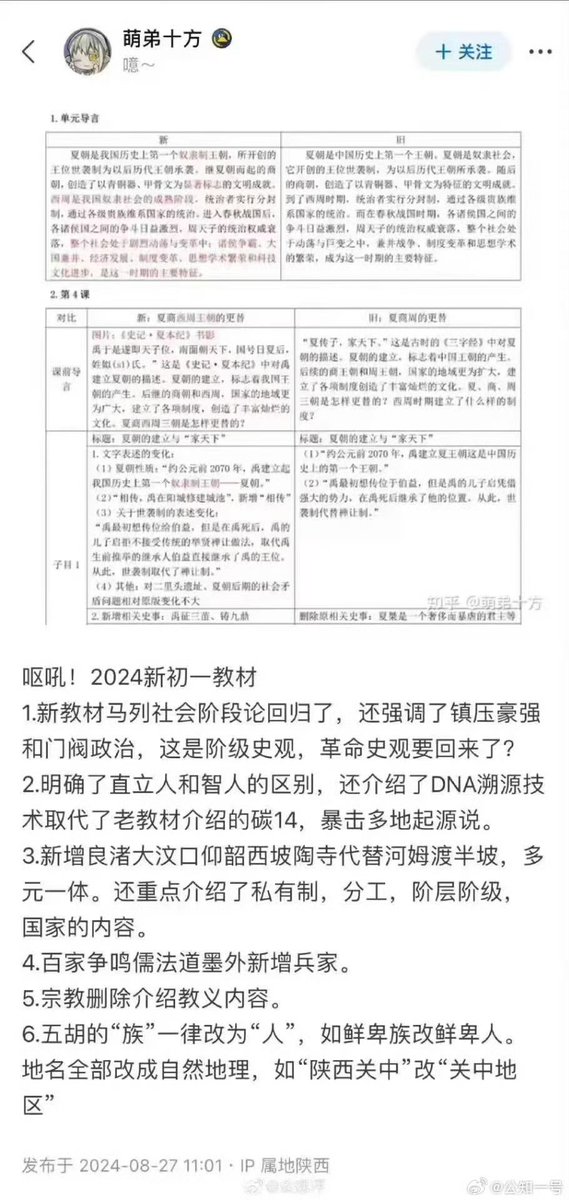 萌弟十方
噫～
+ 关注
1. 单元导言
新
旧
夏朝是我国历史上第一个奴隶制王朝，所开创的
王位世袭制为以后历代王朝承袭。继夏朝而起的商
朝，创造了以青铜器、甲骨文为显著标志的文明成就。
西周是我国奴隶社会的成熟阶段，统治者实行分封
制，通过各级贵族维系国家的统治。进入春秋战国后，
各诸侯国之间的争斗日益激烈，周天子的统治权威衰
落，整个社会处于剧烈动荡与变革中：诸侯争霸、大
国兼并、经济发展、制度变革、思想学术繁荣和科技
文化进步，是这一时期的主要特征。
夏朝是中国历史上第一个王朝。夏朝是奴隶社会，
它开创的王位世袭制，为以后历代王朝所承袭。随后
的商朝，创造了以青铜器、甲骨文为特征的文明成就。
到了西周时期，统治者实行分封制，通过各级贵族维
系国家的统治。而在春秋战国时期，各诸侯国之间的
争斗日益激烈，周天子的统治权威衰落，整个社会处
于动荡与巨变之中，兼并战争、制度变革和思想学术
的繁荣，成为这一时期的主要特征。
2. 第 4 课
对比
新：夏商西周王朝的更替
旧：夏商周的更替
课前导
言
图片：《史记·夏本纪》书影
禹于是遂即天子位，南面朝天下，国号曰夏后，
姓姒(sì)氏。”这是《史记·夏本纪》中对禹
建立夏朝的描述。夏朝的建立，标志着我国王
朝的产生。后继的商朝和西周，国家的地域更
为广大，建立了各项制度，创造了丰富灿烂的
文化。夏商西周三朝是怎样更替的？
“夏传子，家天下。”这是古时的《三字经》中对夏
朝的描述。夏朝的建立，标志着中国王朝的产生。
后续的商王朝和周王朝，国家的地域更为扩大，建
立了各项制度创造了丰富灿烂的文化。夏、商、周
三朝是怎样更替的？西周时期建立了什么样的制
度？
子目 1
标题：夏朝的建立与“家天下”
1. 文字表述的变化：
（1）夏朝性质：“约公元前 2070 年，禹建立起
我国历史上第一个奴隶制王朝——夏朝。”
（2）“相传，禹在阳城修建城池”，新增“相传”
（3）关于世袭制的表述变化：
“禹最初想传位给伯益，但是在禹死后，禹的
儿子启拒不接受传统的举贤禅让做法，取代禹
生前推举的继承人伯益直接继承了禹的王位。
从此，世袭制取代了禅让制。”
（4）其他：对二里头遗址、夏朝后期的社会矛
盾问题相对原版变化不大
标题：夏朝的建立与“家天下”
（1）“约公元前 2070 年，禹建立夏王朝这是中国历
史上的第一个王朝。”
（2）“禹最初想传位于伯益，但是禹的儿子启凭借
强大的势力，在禹死后继承了他的位置。从此，世
袭制代替禅让制。”
2. 新增相关史事：禹征三苗、铸九鼎
删除原相关史事：夏桀是一个奢侈而暴虐的君主等
知乎 @萌弟十方
呕吼！2024新初一教材
1.新教材马列社会阶段论回归了，还强调了镇压豪强
和门阀政治，这是阶级史观，革命史观要回来了？
2.明确了直立人和智人的区别，还介绍了DNA溯源技
术取代了老教材介绍的碳14，暴击多地起源说。
3.新增良渚大汶口仰韶西坡陶寺代替河姆渡半坡，多
元一体。还重点介绍了私有制，分工，阶层阶级，
国家的内容。
4.百家争鸣儒法道墨外新增兵家。
5.宗教删除介绍教义内容。
6.五胡的“族”一律改为“人”，如鲜卑族改鲜卑人。
地名全部改成自然地理，如“陕西关中”改“关中地
区”
发布于 2024-08-27 11:01 · IP 属地陕西
@公知一号